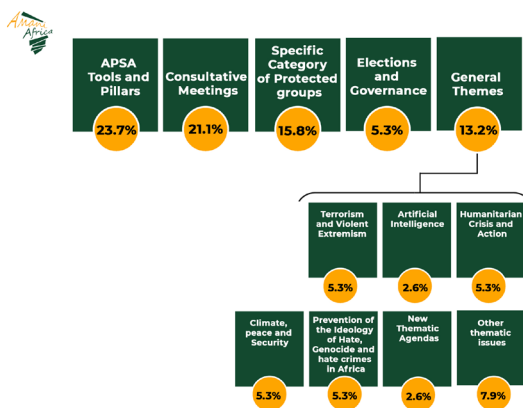 Amani
Africa
APSA
Tools and
Pillars
23.7%
Consultative
Meetings
21.1%
Specific
Category
of Protected
groups
15.8%
Elections
and
Governance
5.3%
General
Themes
13.2%
Terrorism
and Violent
Extremism
5.3%
Artificial
Intelligence
2.6%
Humanitarian
Crisis and
Action
5.3%
Climate,
peace and
Security
5.3%
Prevention of
the Ideology
of Hate,
Genocide and
hate crimes
in Africa
5.3%
New
Thematic
Agendas
2.6%
Other
thematic
issues
7.9%